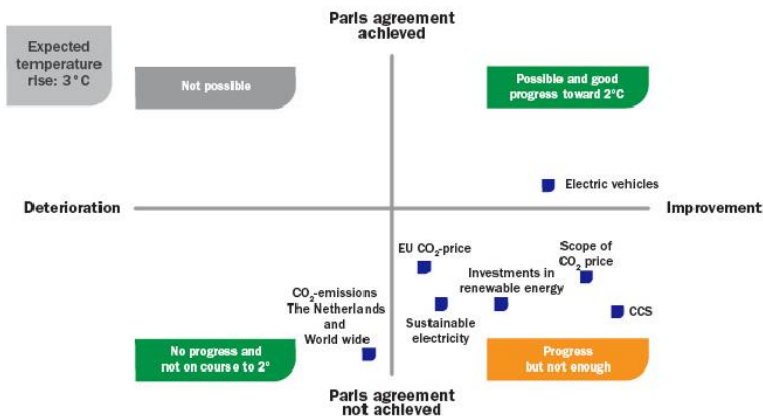 Paris agreement
achieved
Expected
temperature
rise: 3°C
Not possible
Possible and good
progress toward 2°C
Electric vehicles
Deterioration
Improvement
EU CO₂-price
Scope of
CO₂ price
Investments in
renewable energy
CO₂-emissions
The Netherlands
and
World wide
Sustainable
electricity
CCS
No progress and
not on course to 2°
Progress
but not enough
Paris agreement
not achieved